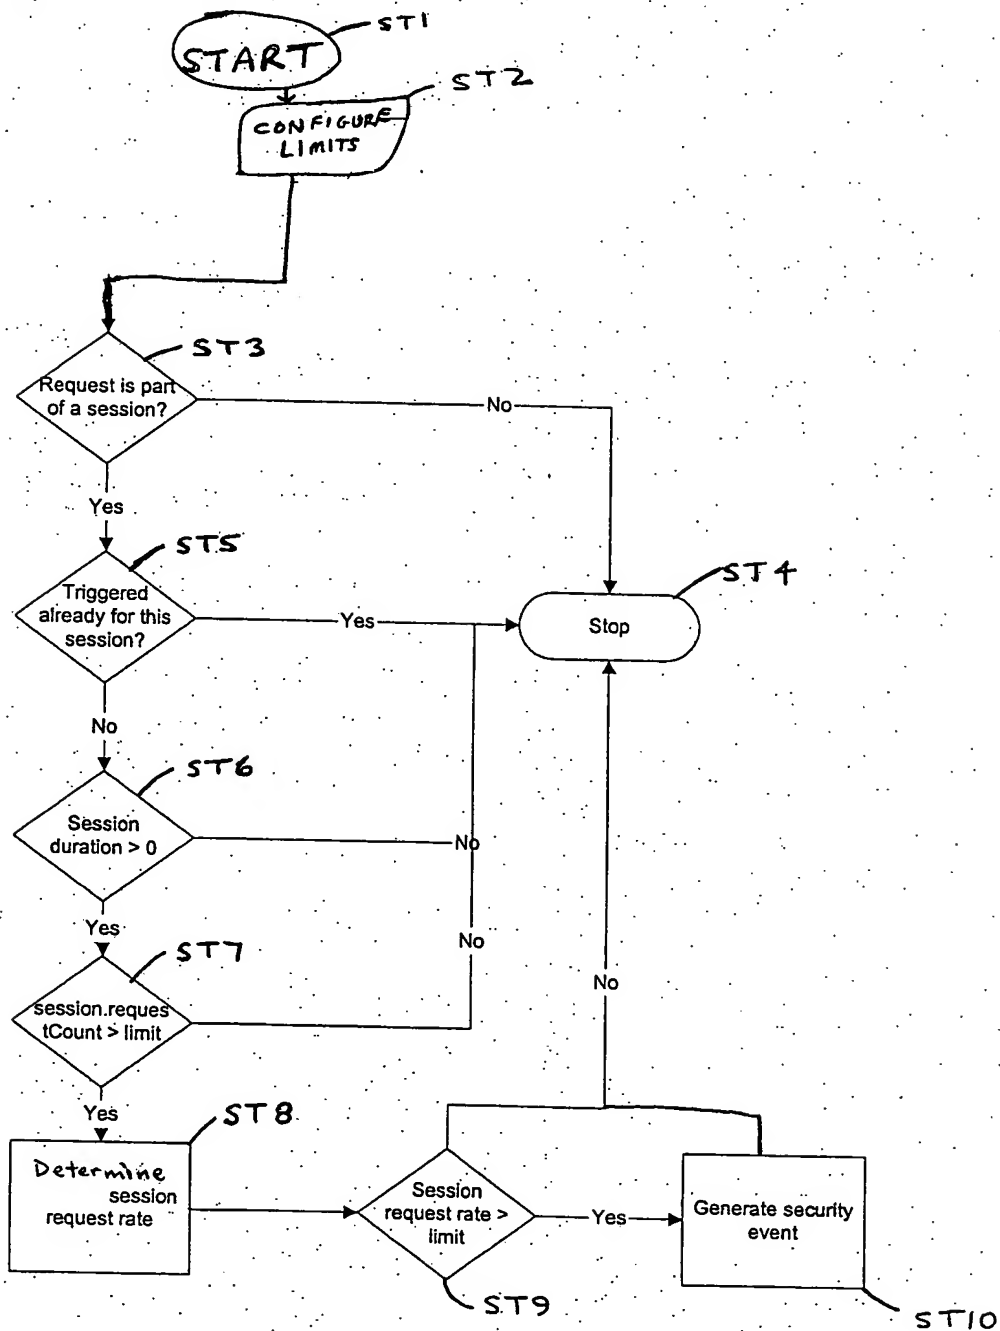 START
ST1
CONFIGURE
LIMITS
ST2
Request is part
of a session?
ST3
No
Yes
Triggered
already for this
session?
ST5
Yes
Stop
ST4
No
Session
duration > 0
ST6
No
Yes
session.reques
tCount > limit
ST7
No
No
Yes
Determine
session
request rate
ST8
Session
request rate >
limit
ST9
Yes
Generate security
event
ST10